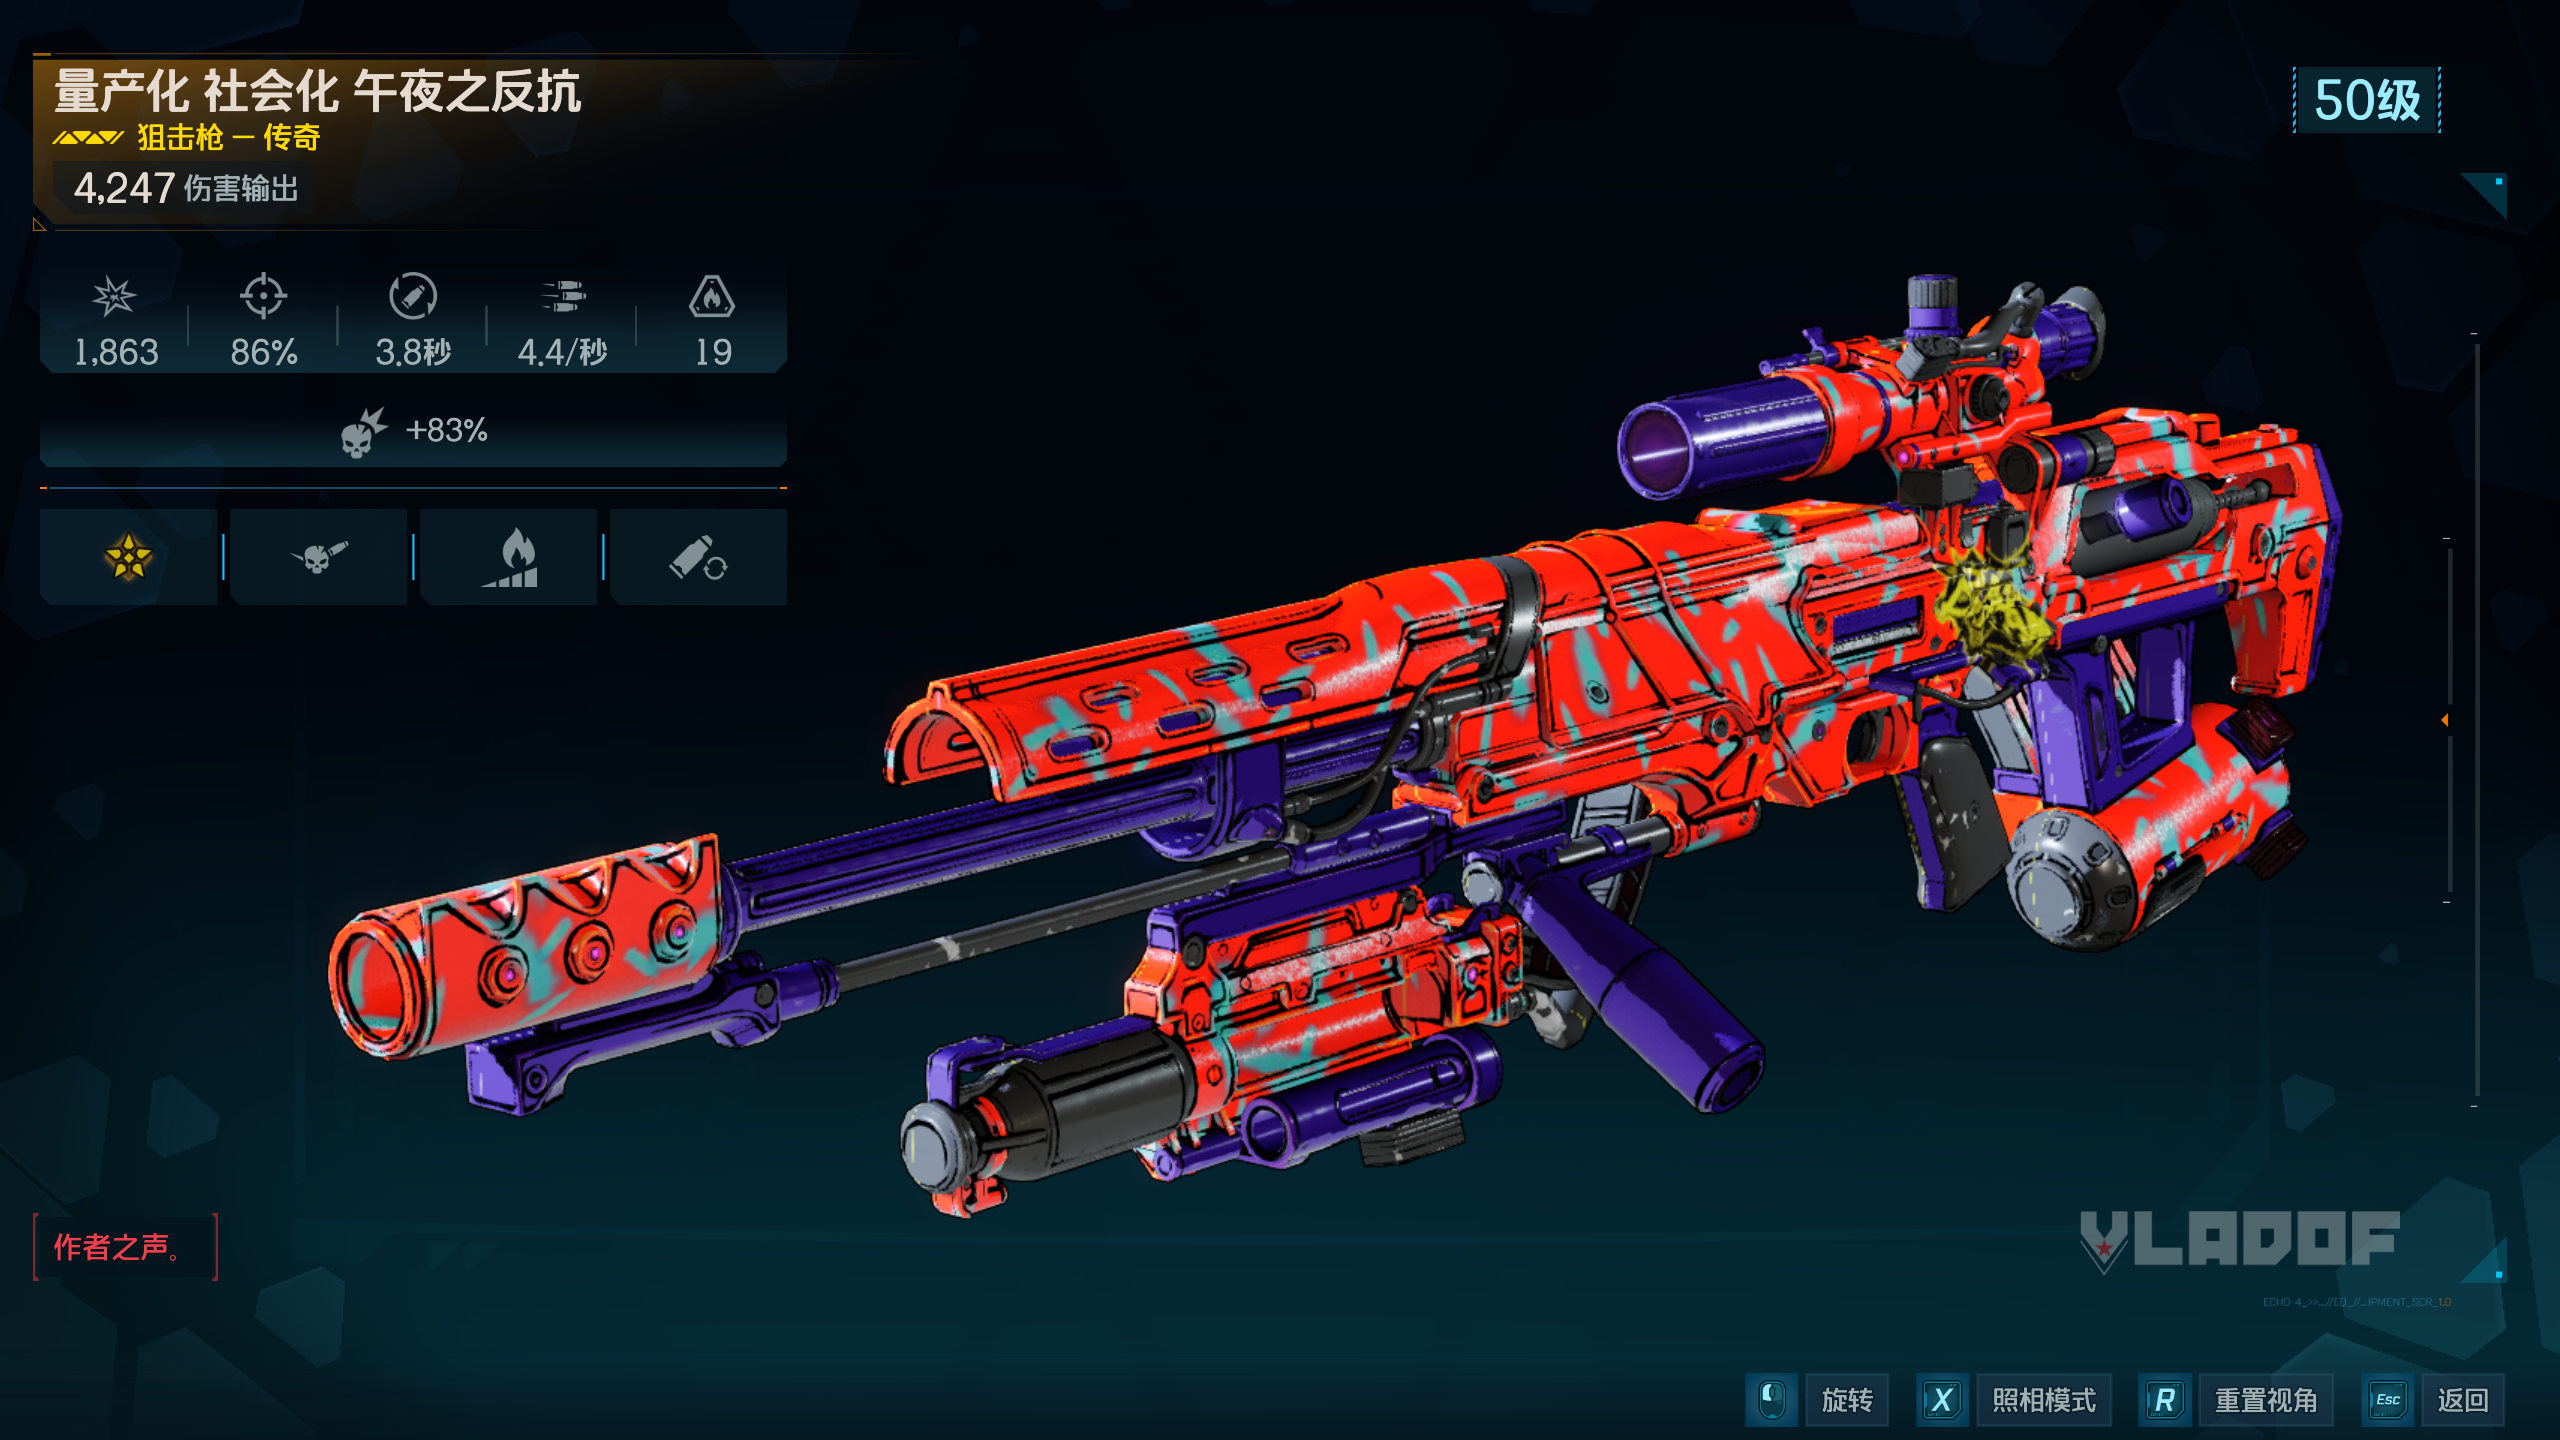 量产化 社会化 午夜之反抗
狙击枪 — 传奇
4,247 伤害输出
50级
1,863
86%
3.8秒
4.4/秒
19
+83%
作者之声。
VLADOF
旋转
X 照相模式
R 重置视角
Esc 返回